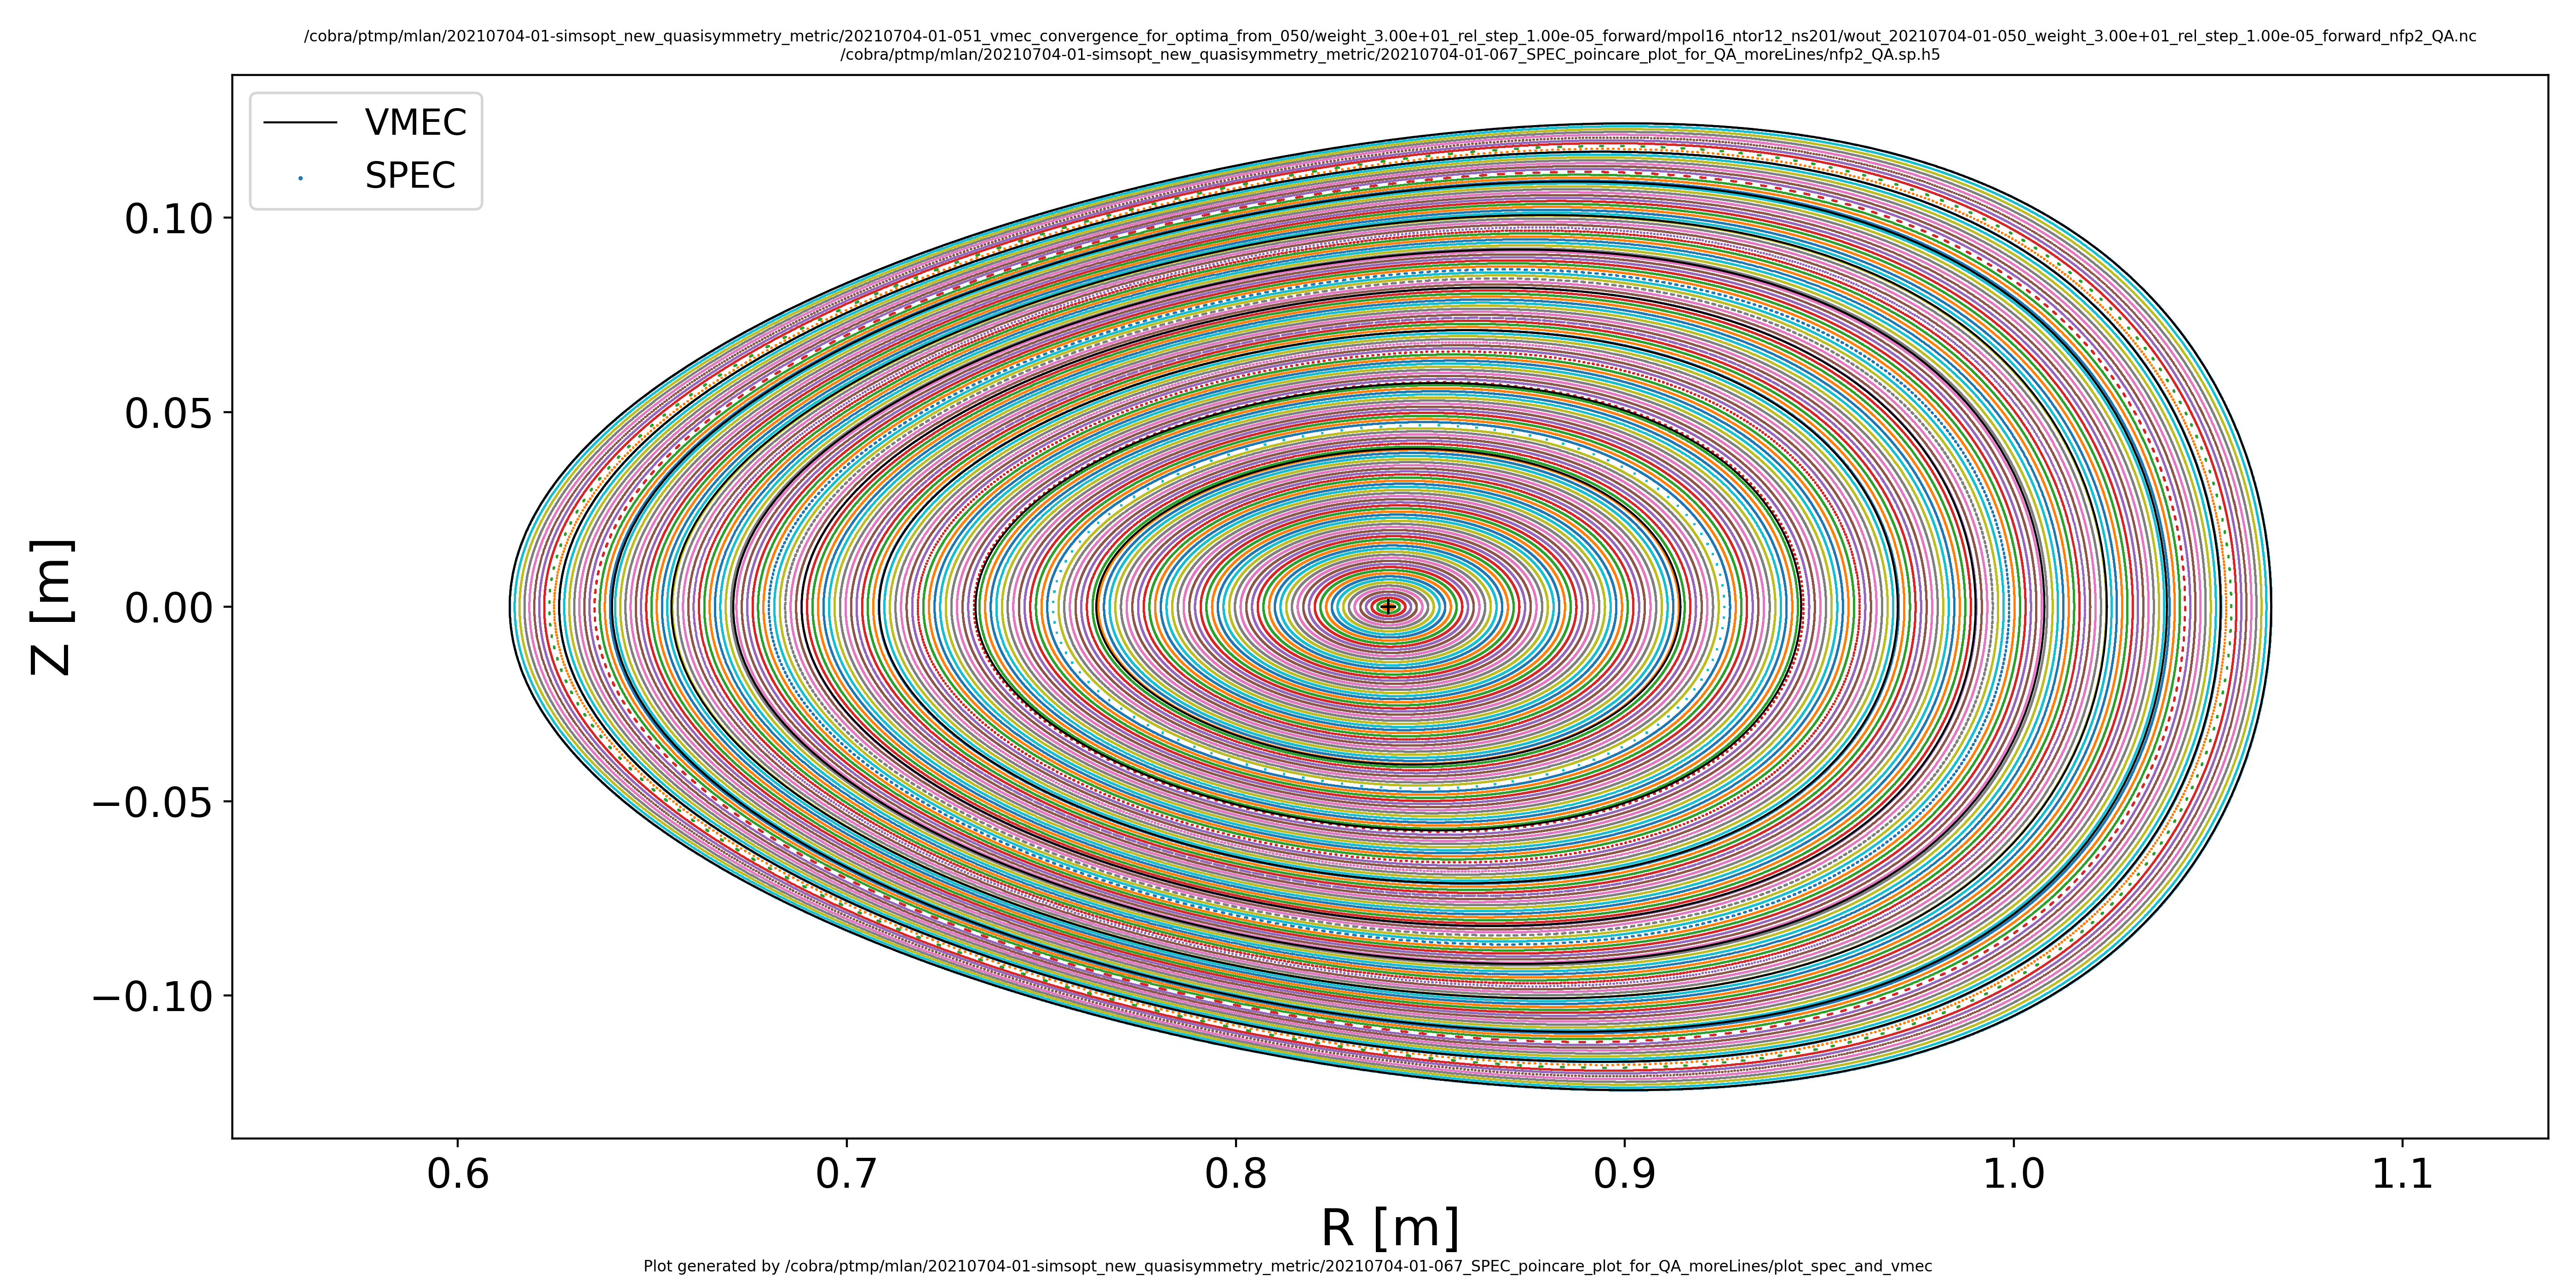 /cobra/ptmp/mlan/20210704-01-simsopt_new_quasisymmetry_metric/20210704-01-051_vmec_convergence_for_optima_from_050/weight_3.00e+01_rel_step_1.00e-05_forward/mpol16_ntor12_ns201/wout_20210704-01-050_weight_3.00e+01_rel_step_1.00e-05_forward_nfp2_QA.nc
/cobra/ptmp/mlan/20210704-01-simsopt_new_quasisymmetry_metric/20210704-01-067_SPEC_poincare_plot_for_QA_moreLines/nfp2_QA.sp.h5
VMEC
SPEC
Z [m]
0.10
0.05
0.00
−0.05
−0.10
0.6 0.7 0.8 0.9 1.0 1.1
R [m]
Plot generated by /cobra/ptmp/mlan/20210704-01-simsopt_new_quasisymmetry_metric/20210704-01-067_SPEC_poincare_plot_for_QA_moreLines/plot_spec_and_vmec